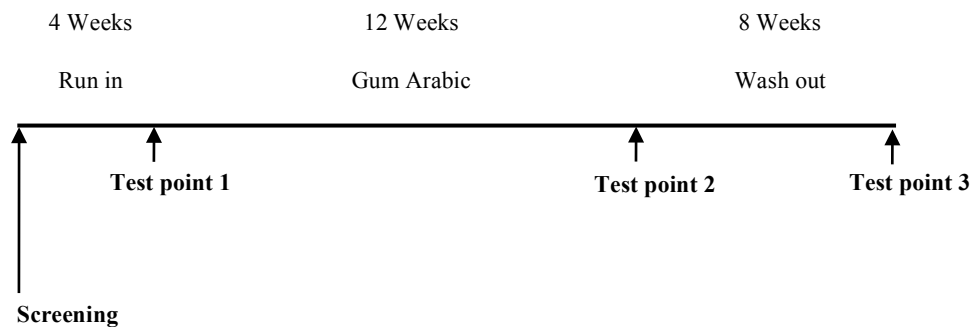 4 Weeks 12 Weeks 8 Weeks
Run in Gum Arabic Wash out
Test point 1 Test point 2 Test point 3
Screening